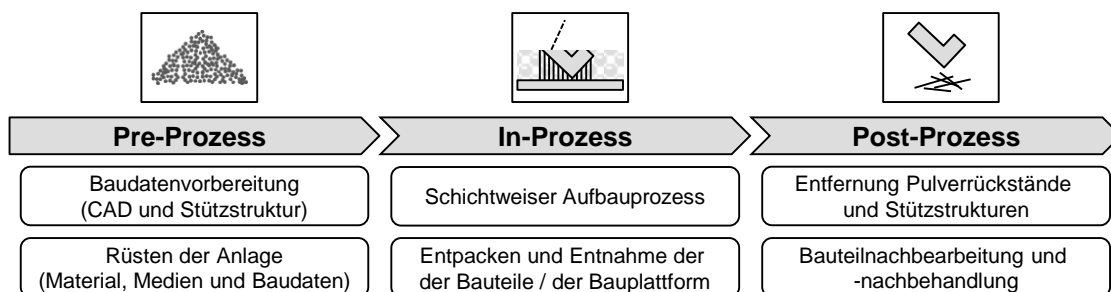 Pre-Prozess
In-Prozess
Post-Prozess
Baudatenvorbereitung
(CAD und Stützstruktur)
Schichtweiser Aufbauprozess
Entfernung Pulverrückstände
und Stützstrukturen
Rüsten der Anlage
(Material, Medien und Baudaten)
Entpacken und Entnahme der
der Bauteile / der Bauplattform
Bauteilnachbearbeitung und
-nachbehandlung